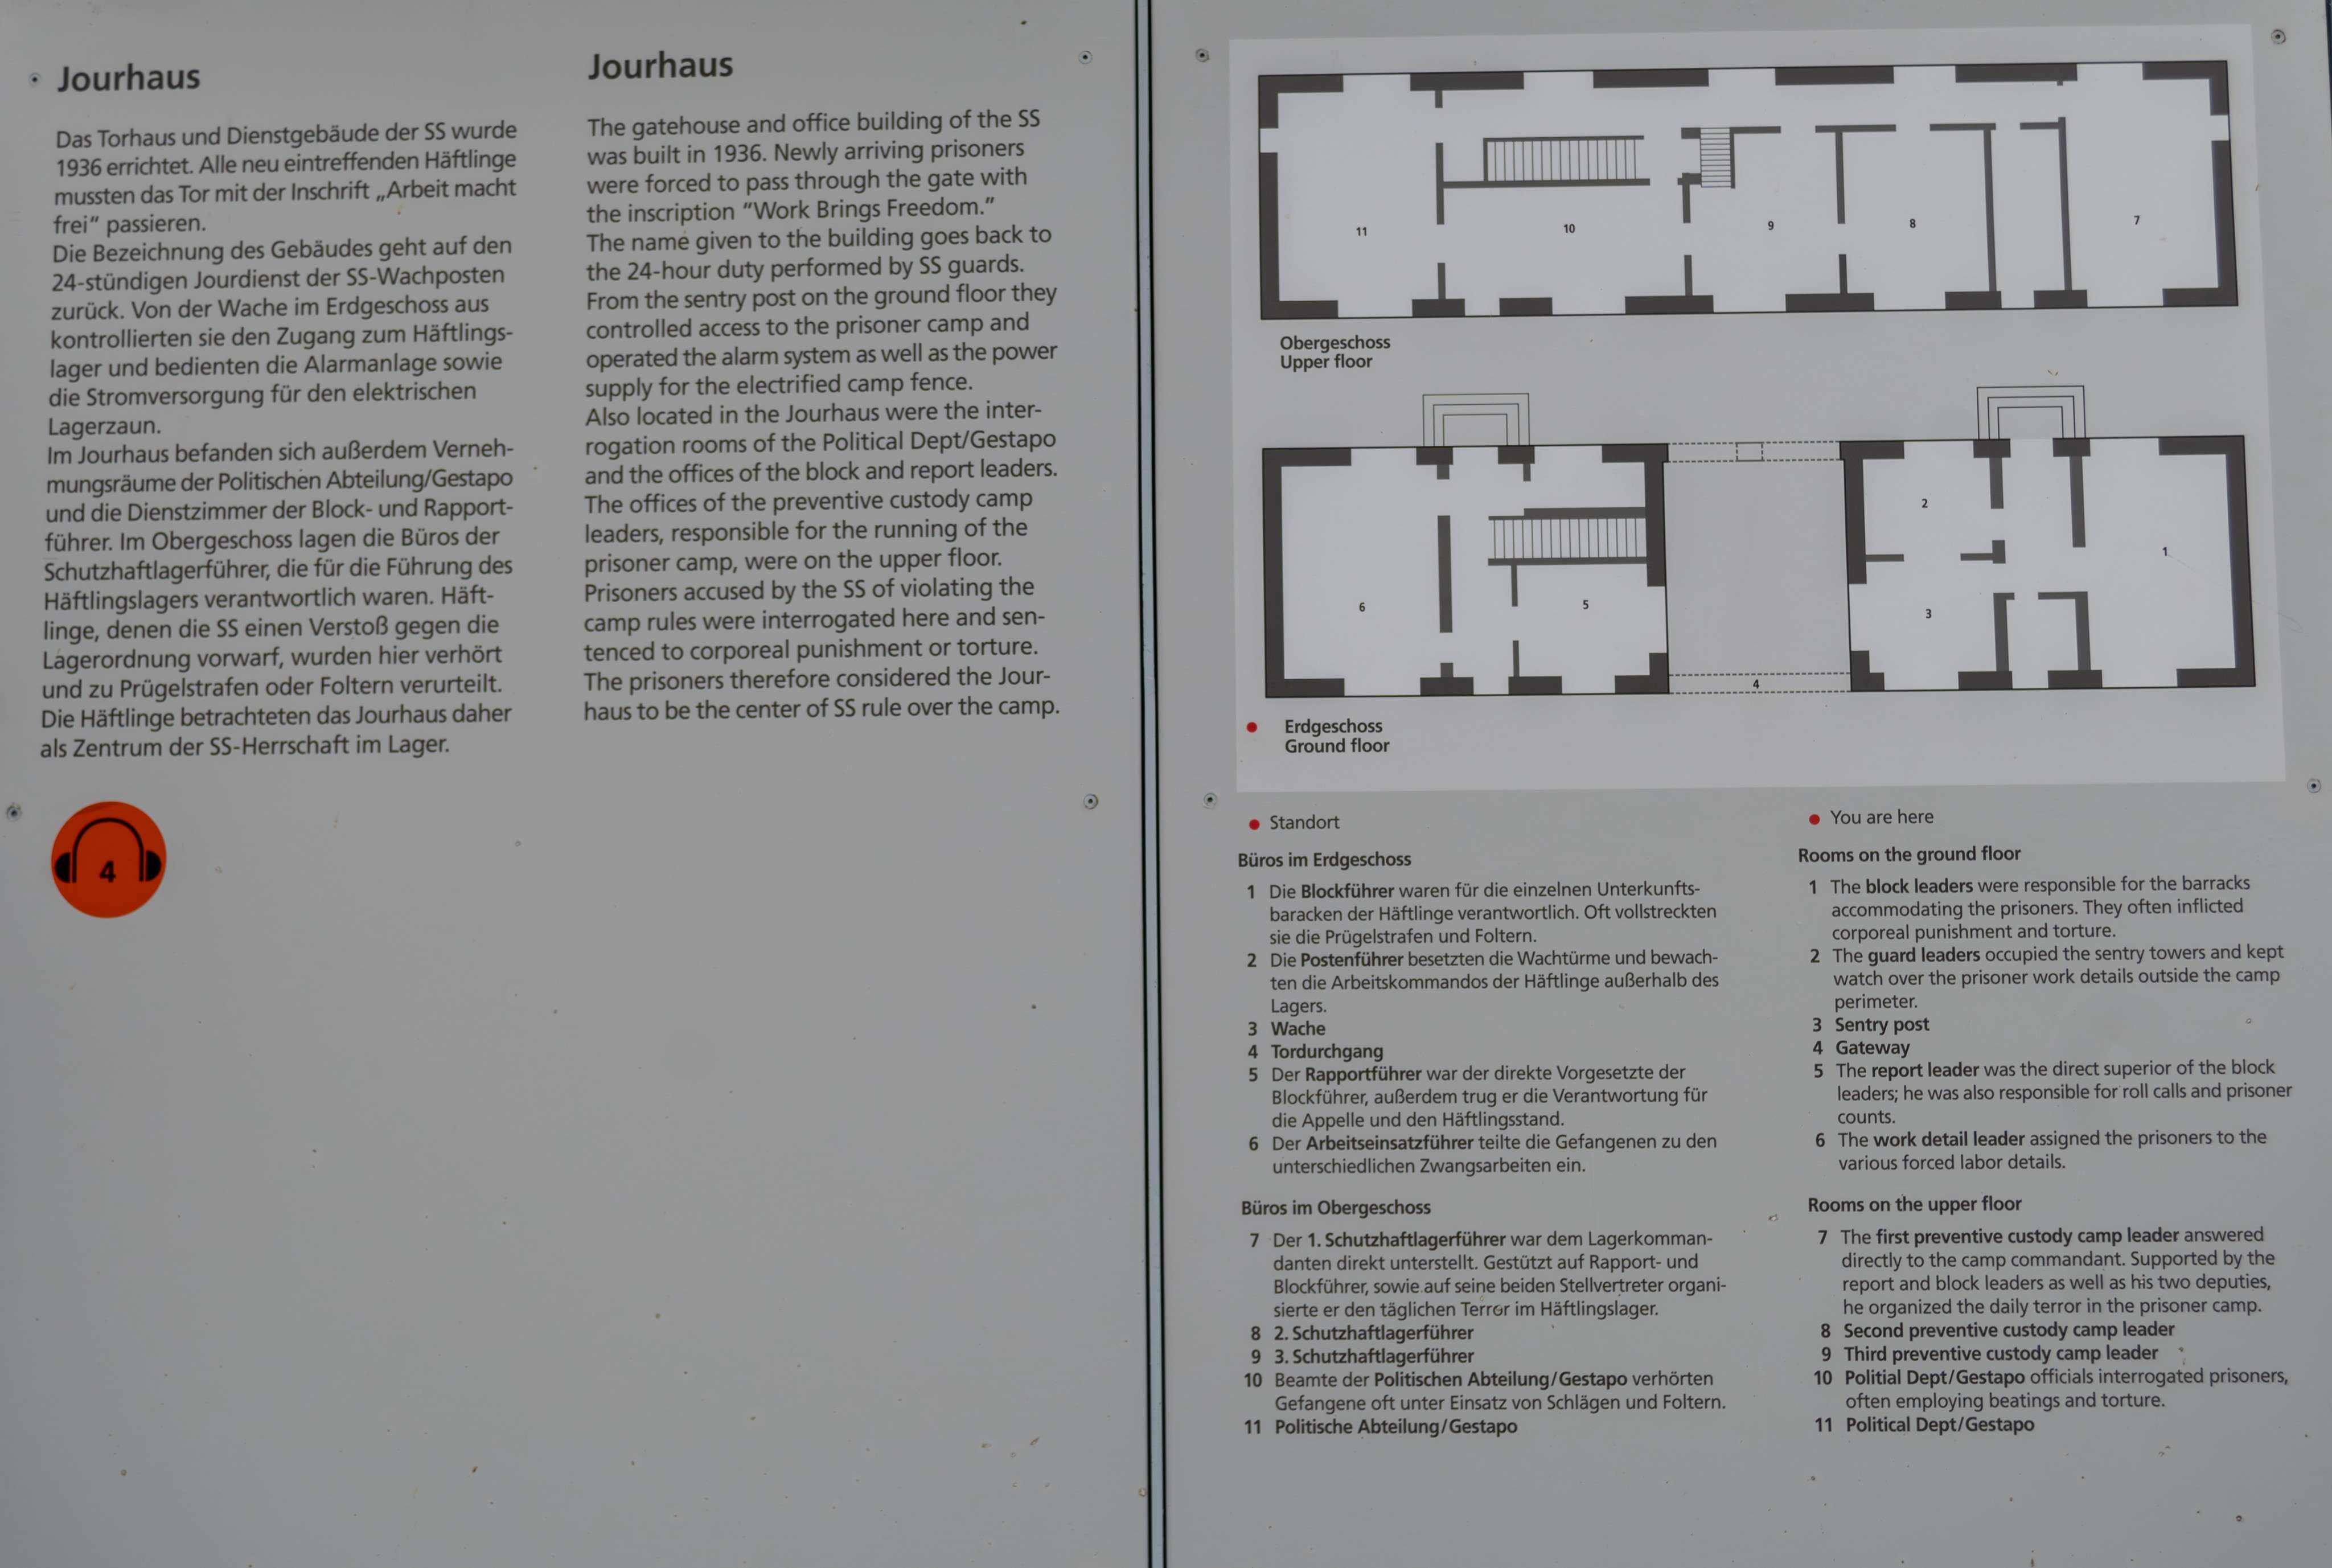 Jourhaus
Das Torhaus und Dienstgebäude der SS wurde
1936 errichtet. Alle neu eintreffenden Häftlinge
mussten das Tor mit der Inschrift „Arbeit macht
frei“ passieren.
Die Bezeichnung des Gebäudes geht auf den
24-stündigen Jourdienst der SS-Wachposten
zurück. Von der Wache im Erdgeschoss aus
kontrollierten sie den Zugang zum Häftlings-
lager und bedienten die Alarmanlage sowie
die Stromversorgung für den elektrischen
Lagerzaun.
Im Jourhaus befanden sich außerdem Verneh-
mungsräume der Politischen Abteilung/Gestapo
und die Dienstzimmer der Block- und Rapport-
führer. Im Obergeschoss lagen die Büros der
Schutzhaftlagerführer, die für die Führung des
Häftlingslagers verantwortlich waren. Häft-
linge, denen die SS einen Verstoß gegen die
Lagerordnung vorwarf, wurden hier verhört
und zu Prügelstrafen oder Foltern verurteilt.
Die Häftlinge betrachteten das Jourhaus daher
als Zentrum der SS-Herrschaft im Lager.
4
Jourhaus
The gatehouse and office building of the SS
was built in 1936. Newly arriving prisoners
were forced to pass through the gate with
the inscription “Work Brings Freedom.”
The name given to the building goes back to
the 24-hour duty performed by SS guards.
From the sentry post on the ground floor they
controlled access to the prisoner camp and
operated the alarm system as well as the power
supply for the electrified camp fence.
Also located in the Jourhaus were the inter-
rogation rooms of the Political Dept/Gestapo
and the offices of the block and report leaders.
The offices of the preventive custody camp
leaders, responsible for the running of the
prisoner camp, were on the upper floor.
Prisoners accused by the SS of violating the
camp rules were interrogated here and sen-
tenced to corporeal punishment or torture.
The prisoners therefore considered the Jour-
haus to be the center of SS rule over the camp.
11 10 9 8 7
Obergeschoss
Upper floor
2
1
6 5 3
4
Erdgeschoss
Ground floor
Standort
Büros im Erdgeschoss
1 Die Blockführer waren für die einzelnen Unterkunfts-
baracken der Häftlinge verantwortlich. Oft vollstreckten
sie die Prügelstrafen und Foltern.
2 Die Postenführer besetzten die Wachtürme und bewach-
ten die Arbeitskommandos der Häftlinge außerhalb des
Lagers.
3 Wache
4 Tordurchgang
5 Der Rapportführer war der direkte Vorgesetzte der
Blockführer, außerdem trug er die Verantwortung für
die Appelle und den Häftlingsstand.
6 Der Arbeitseinsatzführer teilte die Gefangenen zu den
unterschiedlichen Zwangsarbeiten ein.
Büros im Obergeschoss
7 Der 1. Schutzhaftlagerführer war dem Lagerkomman-
danten direkt unterstellt. Gestützt auf Rapport- und
Blockführer, sowie auf seine beiden Stellvertreter organi-
sierte er den täglichen Terror im Häftlingslager.
8 2. Schutzhaftlagerführer
9 3. Schutzhaftlagerführer
10 Beamte der Politischen Abteilung/Gestapo verhörten
Gefangene oft unter Einsatz von Schlägen und Foltern.
11 Politische Abteilung/Gestapo
You are here
Rooms on the ground floor
1 The block leaders were responsible for the barracks
accommodating the prisoners. They often inflicted
corporeal punishment and torture.
2 The guard leaders occupied the sentry towers and kept
watch over the prisoner work details outside the camp
perimeter.
3 Sentry post
4 Gateway
5 The report leader was the direct superior of the block
leaders; he was also responsible for roll calls and prisoner
counts.
6 The work detail leader assigned the prisoners to the
various forced labor details.
Rooms on the upper floor
7 The first preventive custody camp leader answered
directly to the camp commandant. Supported by the
report and block leaders as well as his two deputies,
he organized the daily terror in the prisoner camp.
8 Second preventive custody camp leader
9 Third preventive custody camp leader
10 Politial Dept/Gestapo officials interrogated prisoners,
often employing beatings and torture.
11 Political Dept/Gestapo